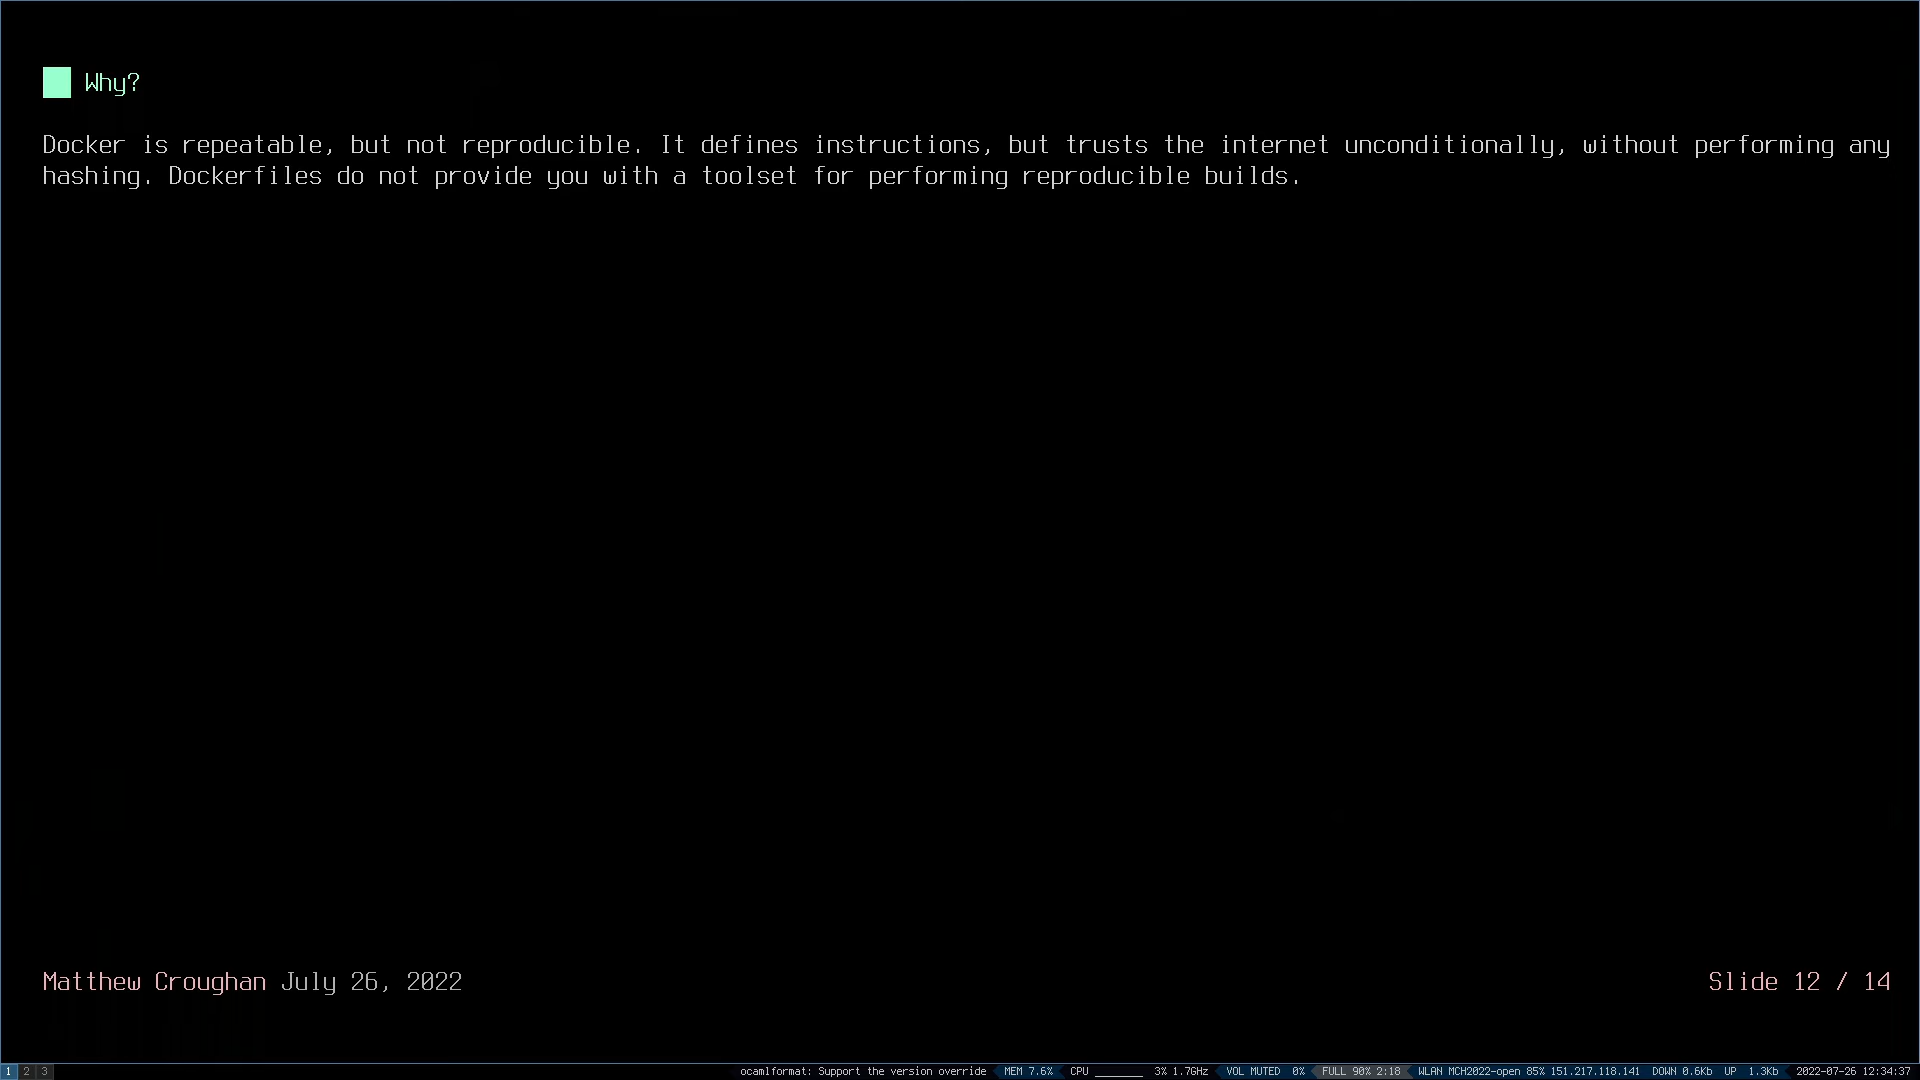 Why?
Docker is repeatable, but not reproducible. It defines instructions, but trusts the internet unconditionally, without performing any
hashing. Dockerfiles do not provide you with a toolset for performing reproducible builds.
Matthew Croughan July 26, 2022
Slide 12 / 14
1 2 3 ocamlformat: Support the version override MEM 7.6% CPU 3% 1.7GHz VOL MUTED 0% FULL 90% 2:18 WLAN MCH2022-open 85% 151.217.118.141 DOWN 0.6Kb UP 1.3Kb 2022-07-26 12:34:37